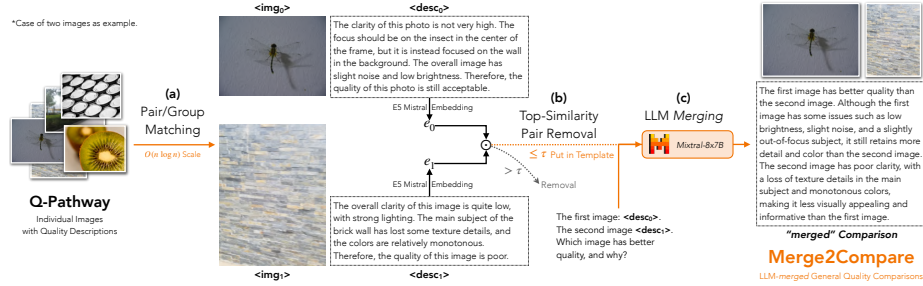 *Case of two images as example.
Q-Pathway
Individual Images
with Quality Descriptions
(a)
Pair/Group
Matching
O(n log n) Scale
<img₀>
<desc₀>
The clarity of this photo is not very high. The
focus should be on the insect in the center of
the frame, but it is instead focused on the wall
in the background. The overall image has
slight noise and low brightness. Therefore, the
quality of this photo is still acceptable.
E5 Mistral Embedding
e₀
e₁
E5 Mistral Embedding
The overall clarity of this image is quite low,
with strong lighting. The main subject of the
brick wall has lost some texture details, and
the colors are relatively monotonous.
Therefore, the quality of this image is poor.
<img₁>
<desc₁>
(b)
Top-Similarity
Pair Removal
≤ τ Put in Template
> τ
Removal
The first image: <desc₀>.
The second image <desc₁>.
Which image has better
quality, and why?
(c)
LLM Merging
Mixtral-8x7B
The first image has better quality than
the second image. Although the first
image has some issues such as low
brightness, slight noise, and a slightly
out-of-focus subject, it still retains more
detail and color than the second image.
The second image has poor clarity, with
a loss of texture details in the main
subject and monotonous colors,
making it less visually appealing and
informative than the first image.
"merged" Comparison
Merge2Compare
LLM-merged General Quality Comparisons